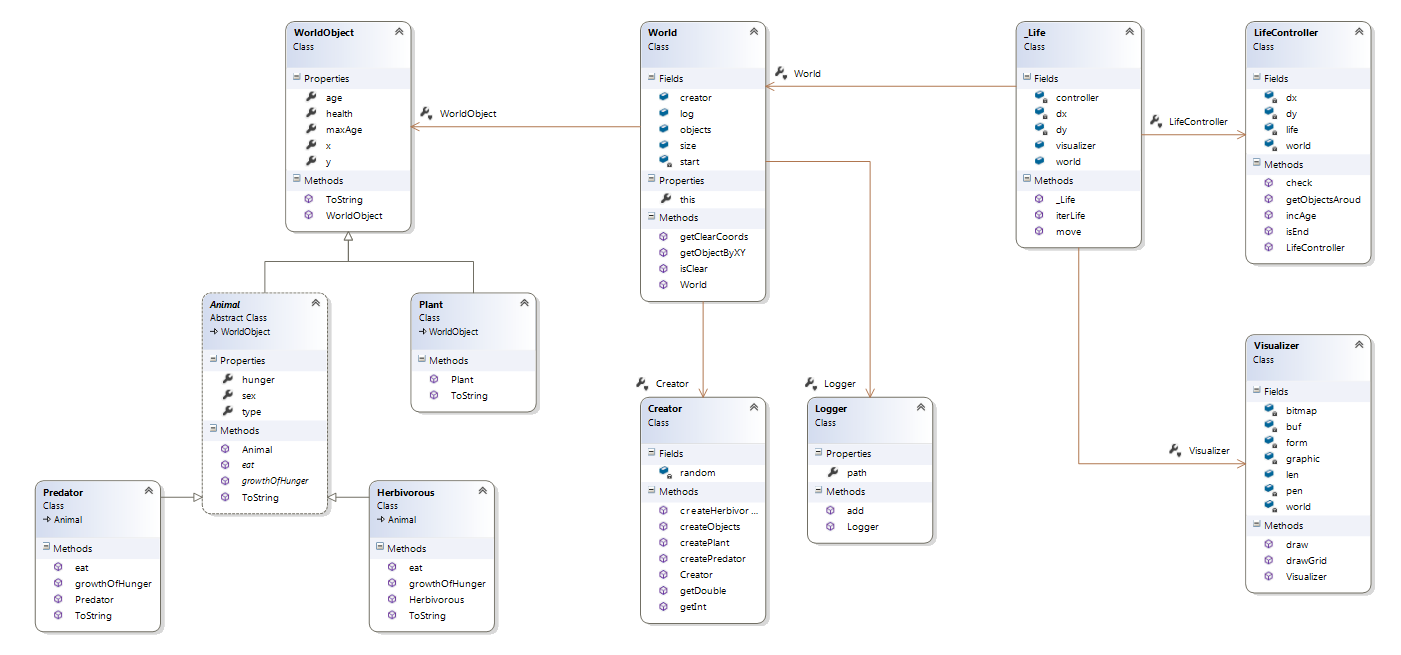 WorldObject
Class
Properties
age
health
maxAge
x
y
Methods
ToString
WorldObject
WorldObject
World
Class
Fields
creator
log
objects
size
start
Properties
this
Methods
getClearCoords
getObjectByXY
isClear
World
World
_Life
Class
Fields
controller
dx
dy
visualizer
world
Methods
_Life
iterLife
move
LifeController
LifeController
Class
Fields
dx
dy
life
world
Methods
check
getObjectsAroud
incAge
isEnd
LifeController
Animal
Abstract Class
WorldObject
Properties
hunger
sex
type
Methods
Animal
eat
growthOfHunger
ToString
Plant
Class
WorldObject
Methods
Plant
ToString
Creator
Creator
Class
Fields
random
Methods
createHerbivor ...
createObjects
createPlant
createPredator
Creator
getDouble
getInt
Logger
Logger
Class
Properties
path
Methods
add
Logger
Visualizer
Visualizer
Class
Fields
bitmap
buf
form
graphic
len
pen
world
Methods
draw
drawGrid
Visualizer
Predator
Class
Animal
Methods
eat
growthOfHunger
Predator
ToString
Herbivorous
Class
Animal
Methods
eat
growthOfHunger
Herbivorous
ToString